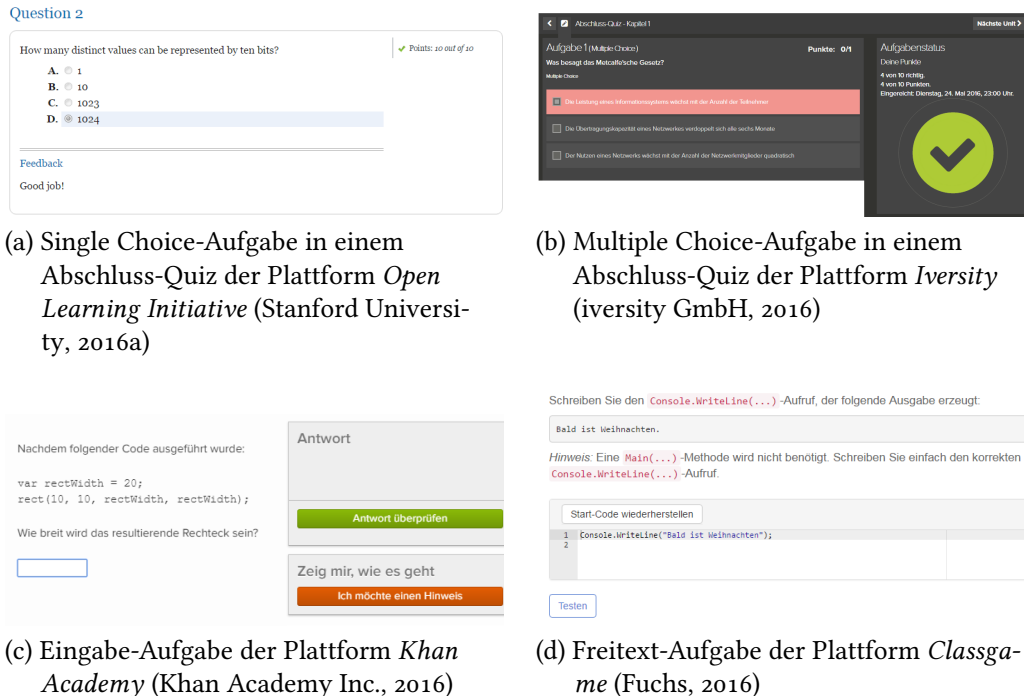 Question 2
How many distinct values can be represented by ten bits?
Points: 10 out of 10
A. 1
B. 10
C. 1023
D. 1024
Feedback
Good job!
(a) Single Choice-Aufgabe in einem
Abschluss-Quiz der Plattform Open
Learning Initiative (Stanford Universi-
ty, 2016a)
Abschluss-Quiz - Kapitel 1
Nächste Unit
Aufgabe 1 (Multiple Choice)
Punkte: 0/1
Was besagt das Metcalfe'sche Gesetz?
Multiple Choice
Die Leistung eines Informationssystems wächst mit der Anzahl der Teilnehmer
Die Übertragungskapazität eines Netzwerkes verdoppelt sich alle sechs Monate
Der Nutzen eines Netzwerks wächst mit der Anzahl der Netzwerkmitglieder quadratisch
Aufgabenstatus
Deine Punkte
4 von 10 richtig.
4 von 10 Punkten.
Eingereicht: Dienstag, 24. Mai 2016, 23:00 Uhr.
(b) Multiple Choice-Aufgabe in einem
Abschluss-Quiz der Plattform Iversity
(iversity GmbH, 2016)
Nachdem folgender Code ausgeführt wurde:
var rectWidth = 20;
rect(10, 10, rectWidth, rectWidth);
Wie breit wird das resultierende Rechteck sein?
Antwort
Antwort überprüfen
Zeig mir, wie es geht
Ich möchte einen Hinweis
(c) Eingabe-Aufgabe der Plattform Khan
Academy (Khan Academy Inc., 2016)
Schreiben Sie den Console.WriteLine(...) -Aufruf, der folgende Ausgabe erzeugt:
Bald ist Weihnachten.
Hinweis: Eine Main(...) -Methode wird nicht benötigt. Schreiben Sie einfach den korrekten
Console.WriteLine(...) -Aufruf.
Start-Code wiederherstellen
1 Console.WriteLine("Bald ist Weihnachten");
2
Testen
(d) Freitext-Aufgabe der Plattform Classga-
me (Fuchs, 2016)